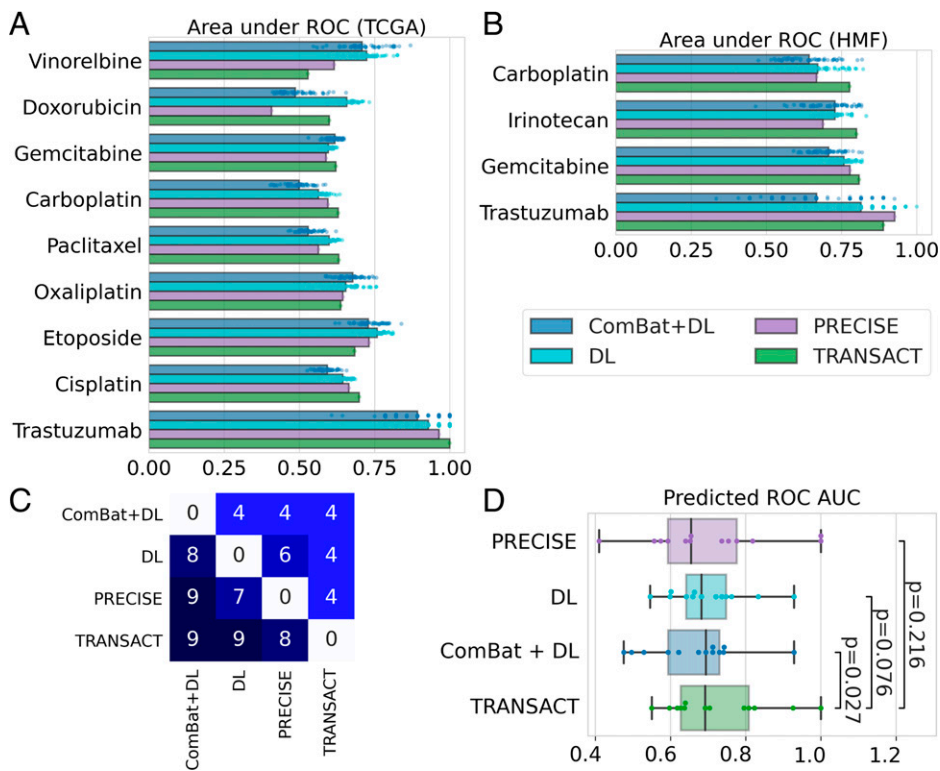 A
Area under ROC (TCGA)
Vinorelbine
Doxorubicin
Gemcitabine
Carboplatin
Paclitaxel
Oxaliplatin
Etoposide
Cisplatin
Trastuzumab
0.00 0.25 0.50 0.75 1.00
B
Area under ROC (HMF)
Carboplatin
Irinotecan
Gemcitabine
Trastuzumab
0.00 0.25 0.50 0.75 1.00
ComBat+DL PRECISE
DL TRANSACT
C
ComBat+DL 0 4 4 4
DL 8 0 6 4
PRECISE 9 7 0 4
TRANSACT 9 9 8 0
ComBat+DL
DL
PRECISE
TRANSACT
D
Predicted ROC AUC
PRECISE
DL
ComBat + DL
TRANSACT
p=0.027
p=0.076
p=0.216
0.4 0.6 0.8 1.0 1.2